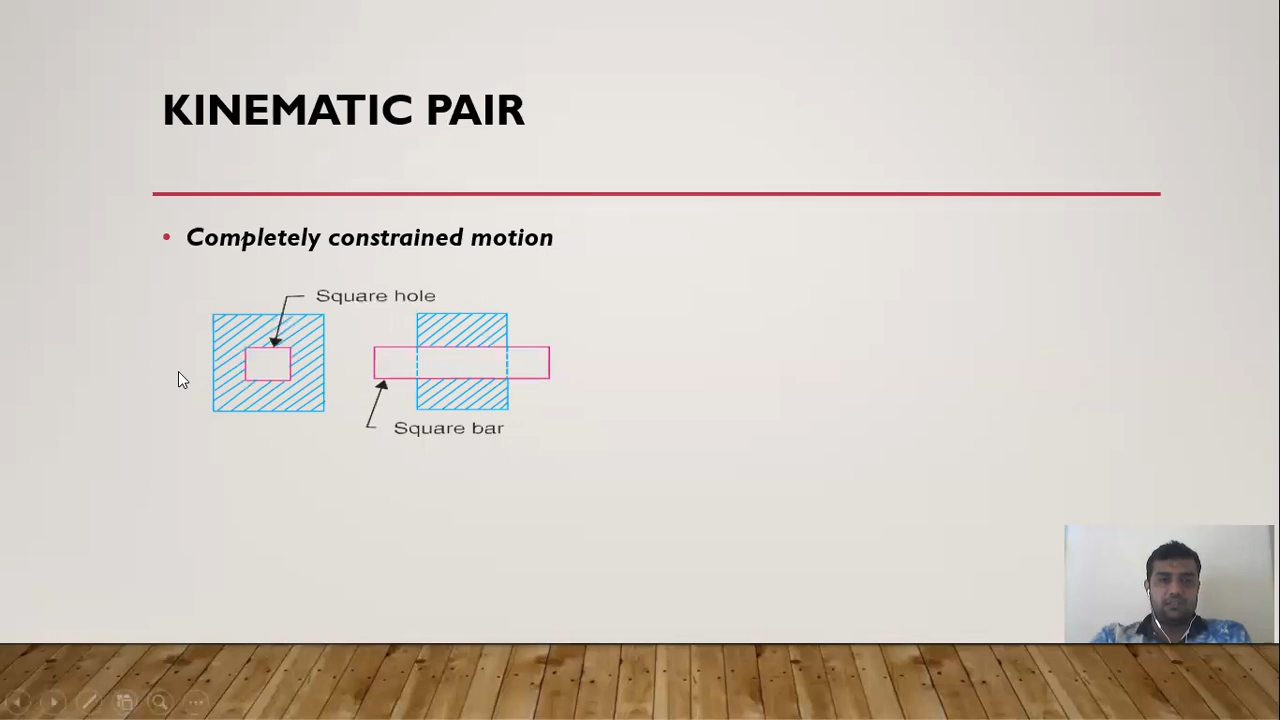 KINEMATIC PAIR
• Completely constrained motion
Square hole
Square bar